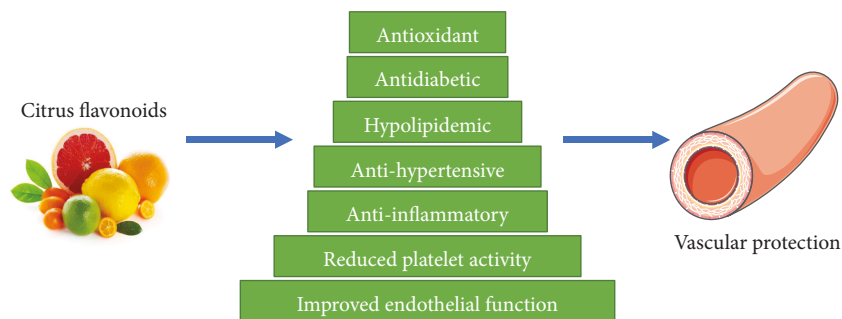 Citrus flavonoids
Antioxidant
Antidiabetic
Hypolipidemic
Anti-hypertensive
Anti-inflammatory
Reduced platelet activity
Improved endothelial function
Vascular protection